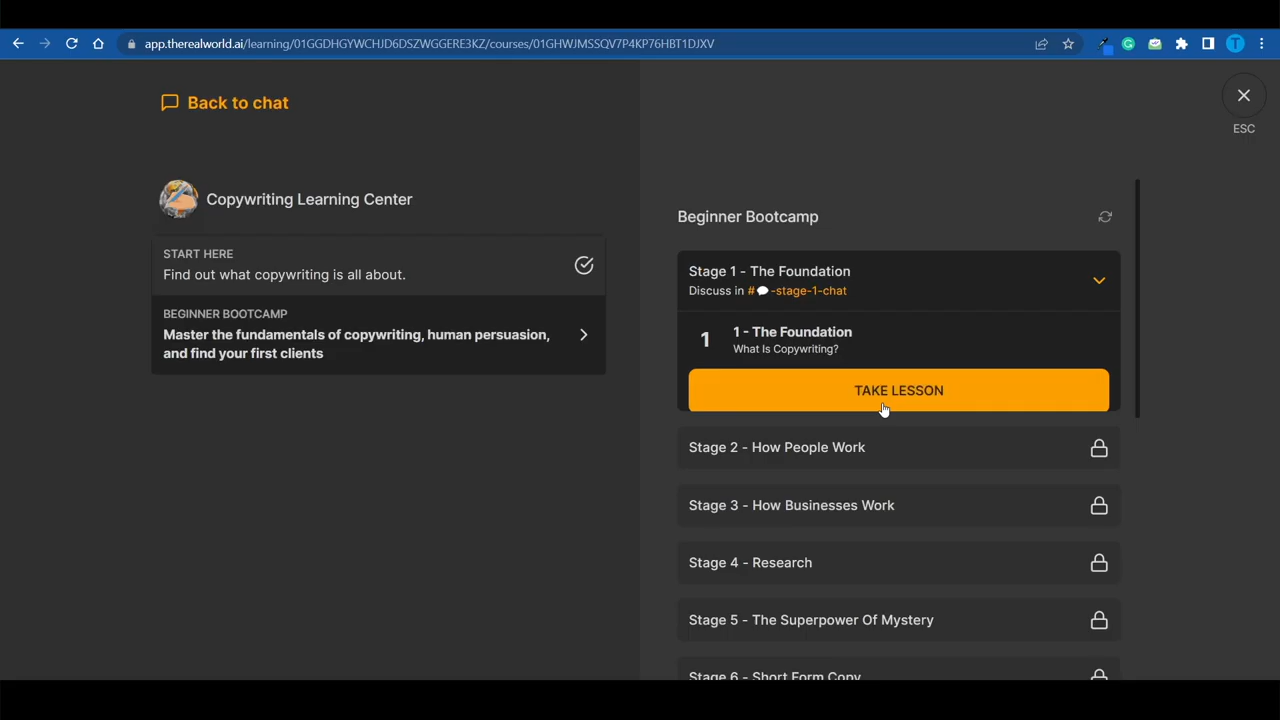 app.therealworld.ai/learning/01GGDHGYWCHJD6DSZWGGERE3KZ/courses/01GHWJMSSQV7P4KP76HBT1DJXV
Back to chat
ESC
Copywriting Learning Center
START HERE
Find out what copywriting is all about.
BEGINNER BOOTCAMP
Master the fundamentals of copywriting, human persuasion,
and find your first clients
Beginner Bootcamp
Stage 1 - The Foundation
Discuss in #💬-stage-1-chat
1
1 - The Foundation
What Is Copywriting?
TAKE LESSON
Stage 2 - How People Work
Stage 3 - How Businesses Work
Stage 4 - Research
Stage 5 - The Superpower Of Mystery
Stage 6 - Short Form Copy